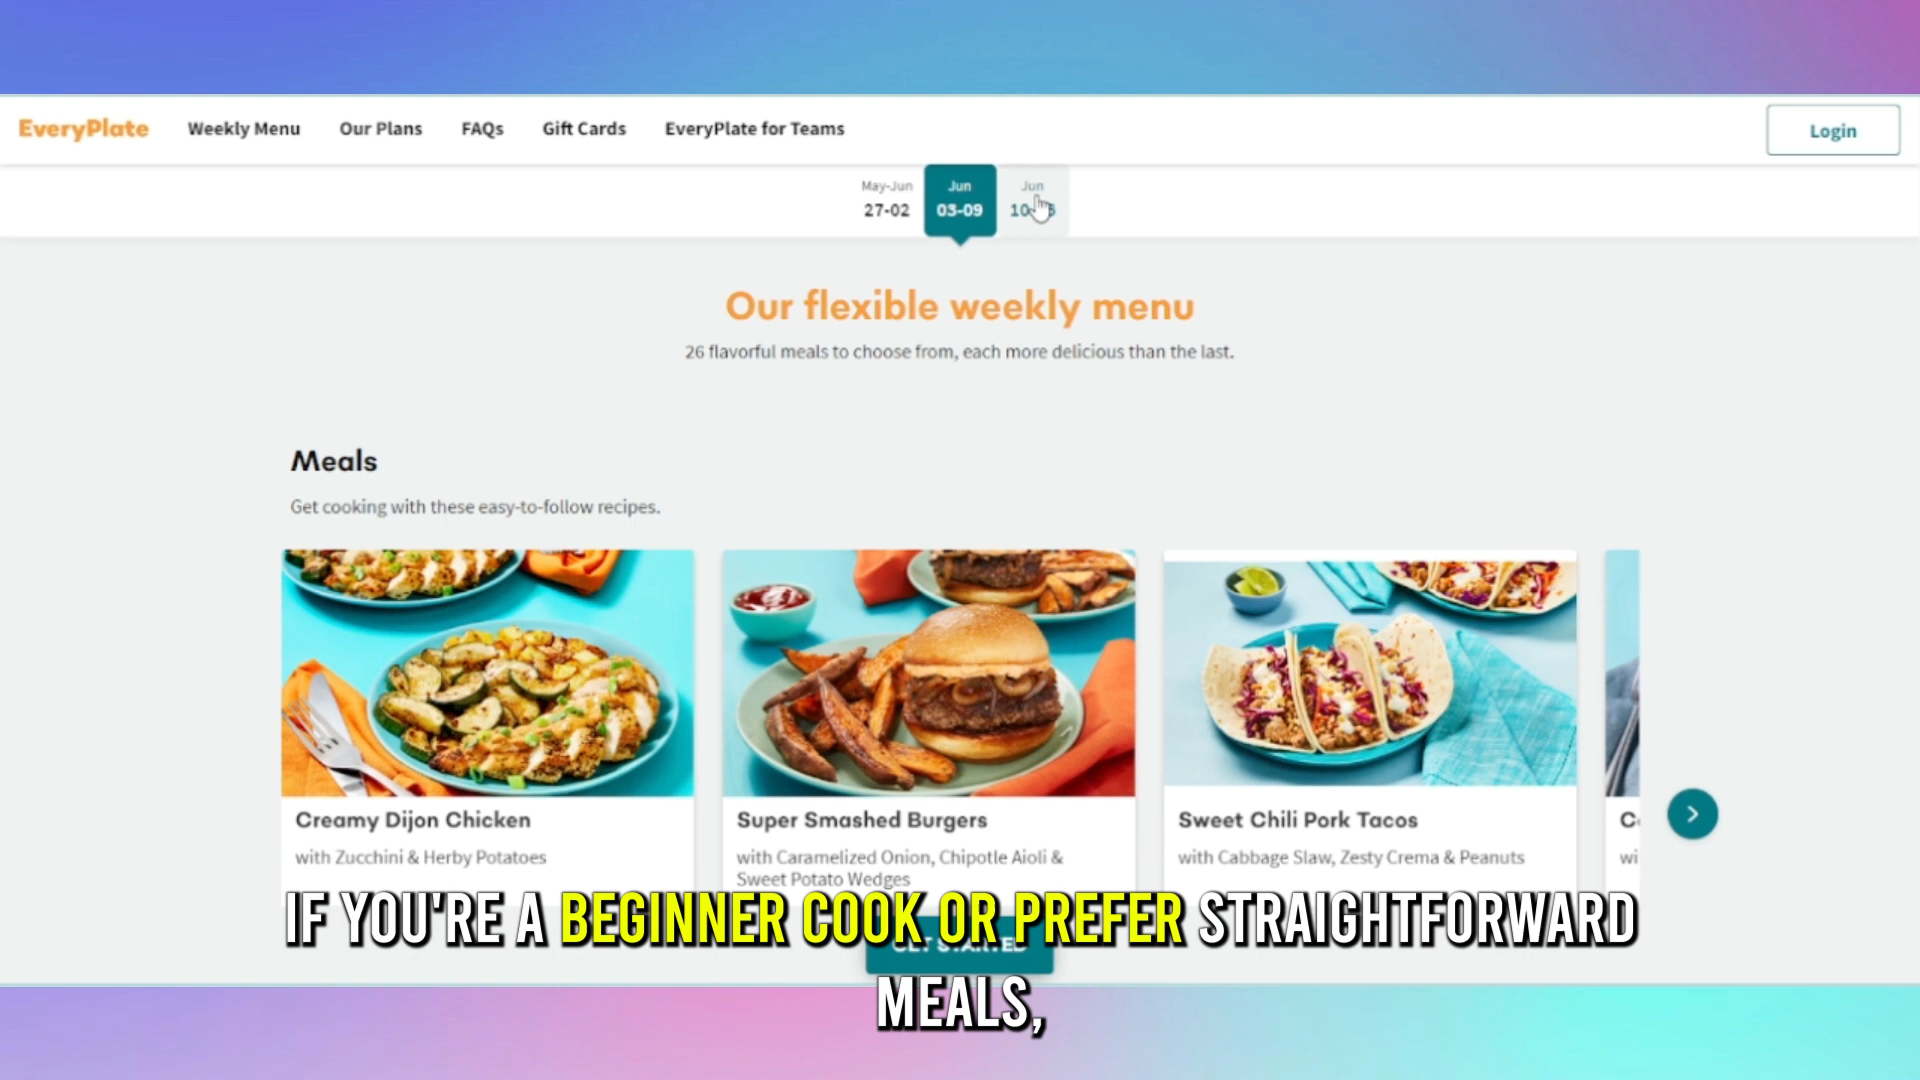 EveryPlate Weekly Menu Our Plans FAQs Gift Cards EveryPlate for Teams Login
May-Jun Jun Jun
27-02 03-09
Our flexible weekly menu
26 flavorful meals to choose from, each more delicious than the last.
Meals
Get cooking with these easy-to-follow recipes.
Creamy Dijon Chicken
with Zucchini & Herby Potatoes
Super Smashed Burgers
with Caramelized Onion, Chipotle Aioli &
Sweet Potato Wedges
Sweet Chili Pork Tacos
with Cabbage Slaw, Zesty Crema & Peanuts
GET STARTED
IF YOU'RE A BEGINNER COOK OR PREFER STRAIGHTFORWARD
MEALS,